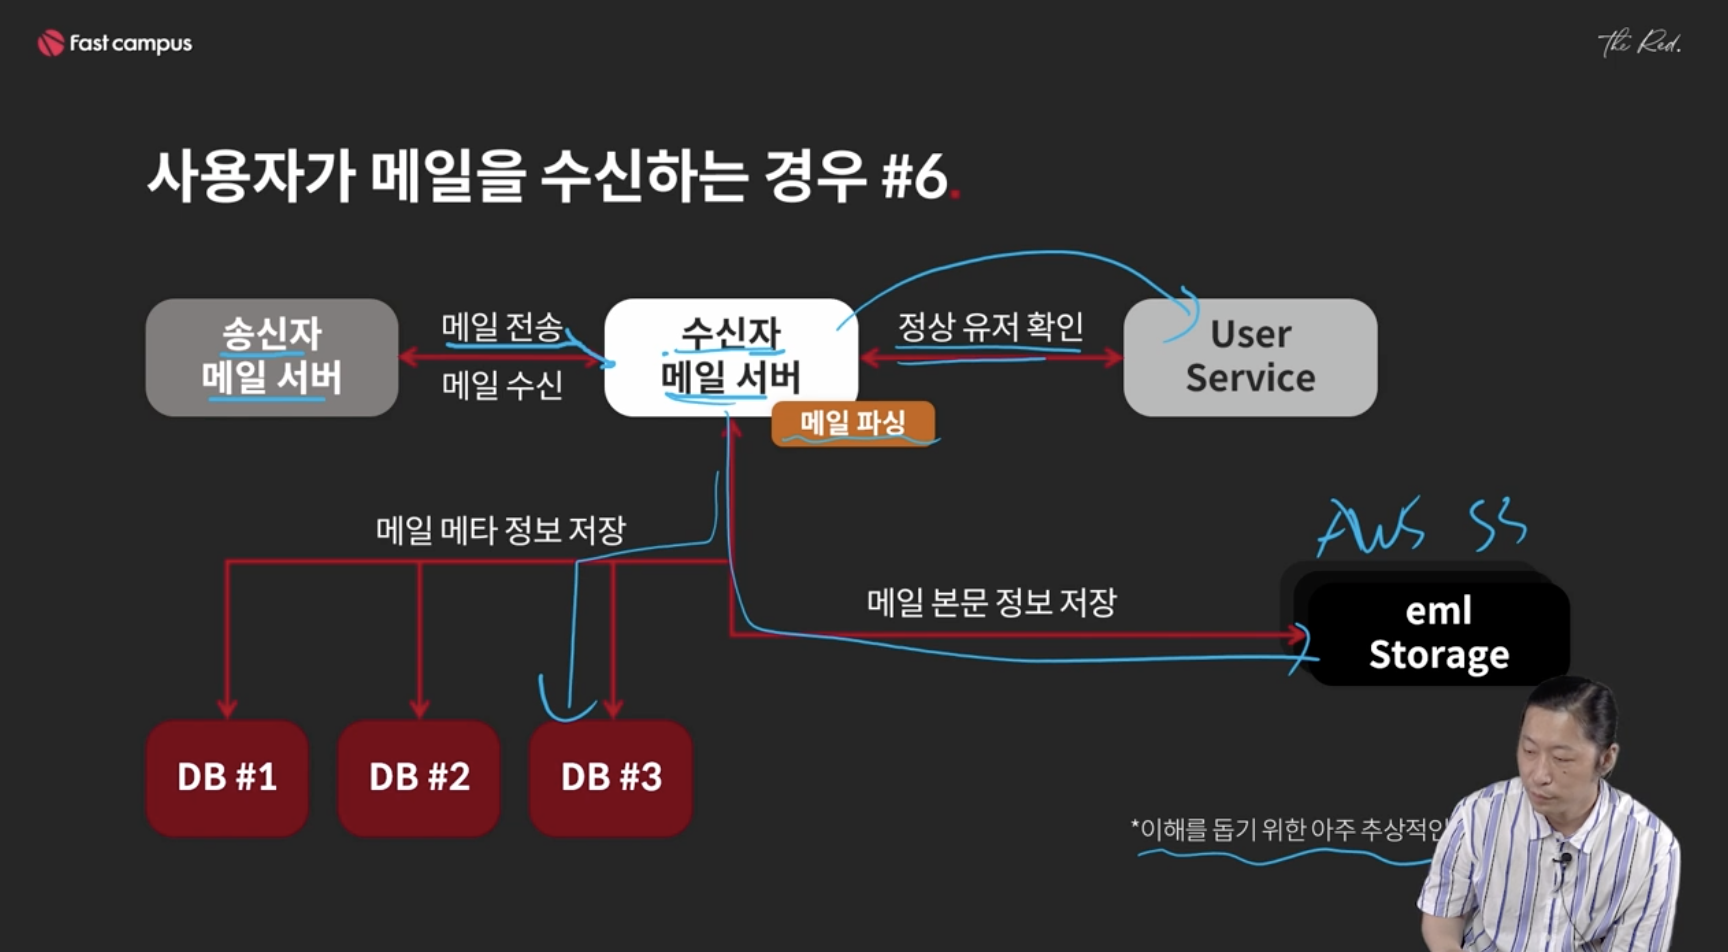 Fast campus
The Red.
사용자가 메일을 수신하는 경우 #6.
송신자
메일 서버
메일 전송
메일 수신
수신자
메일 서버
메일 파싱
정상 유저 확인
User
Service
메일 메타 정보 저장
메일 본문 정보 저장
AWS S3
eml
Storage
DB #1
DB #2
DB #3
*이해를 돕기 위한 아주 추상적인